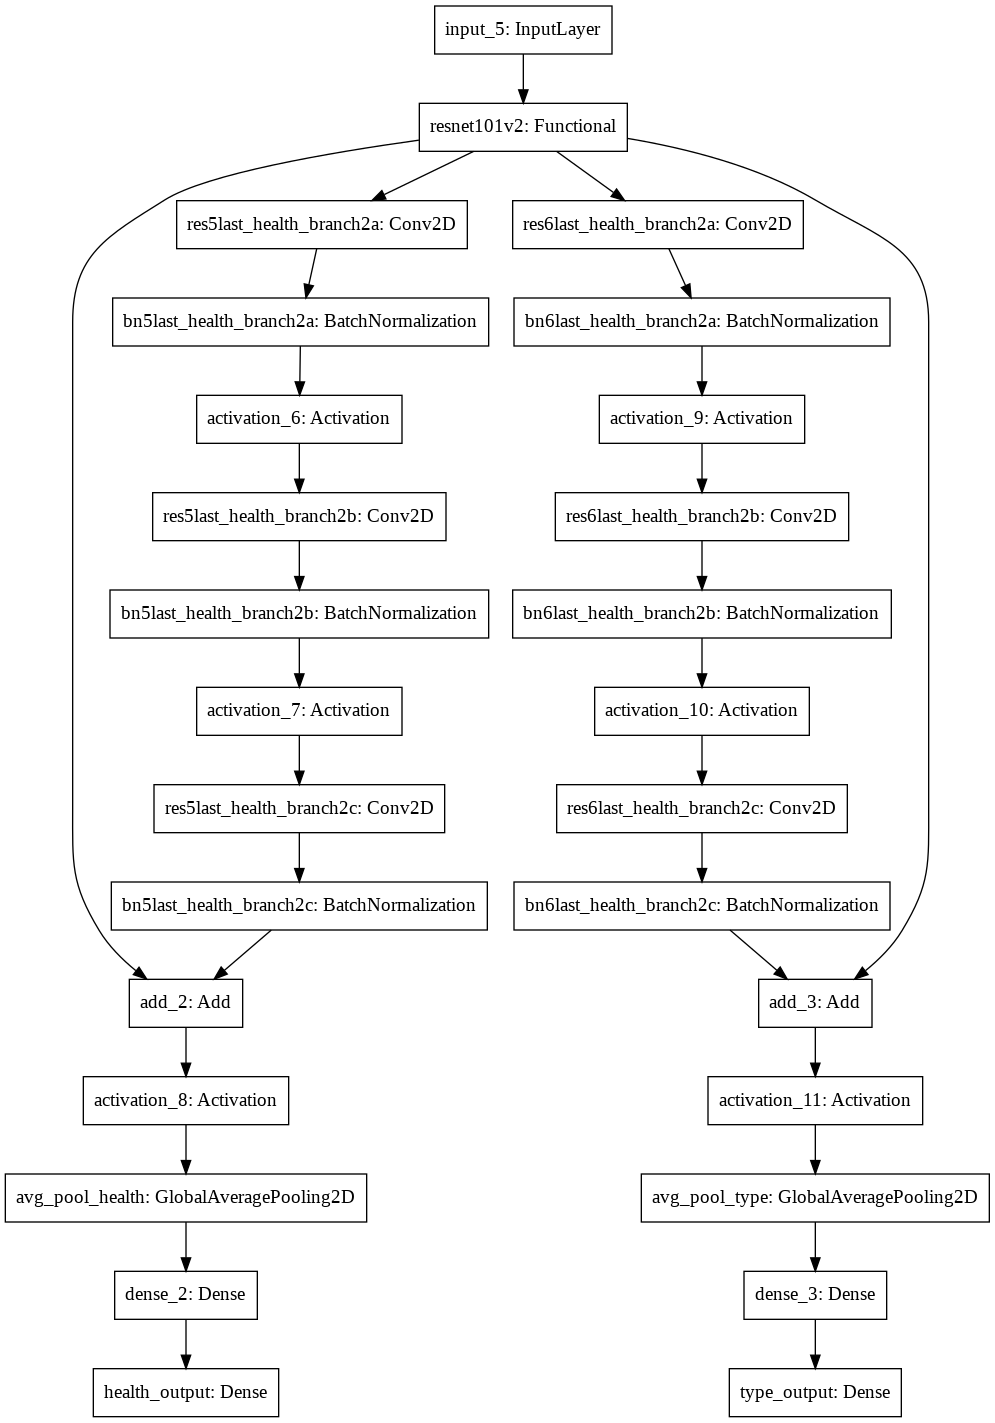 input_5: InputLayer
resnet101v2: Functional
res5last_health_branch2a: Conv2D
res6last_health_branch2a: Conv2D
bn5last_health_branch2a: BatchNormalization
bn6last_health_branch2a: BatchNormalization
activation_6: Activation
activation_9: Activation
res5last_health_branch2b: Conv2D
res6last_health_branch2b: Conv2D
bn5last_health_branch2b: BatchNormalization
bn6last_health_branch2b: BatchNormalization
activation_7: Activation
activation_10: Activation
res5last_health_branch2c: Conv2D
res6last_health_branch2c: Conv2D
bn5last_health_branch2c: BatchNormalization
bn6last_health_branch2c: BatchNormalization
add_2: Add
add_3: Add
activation_8: Activation
activation_11: Activation
avg_pool_health: GlobalAveragePooling2D
avg_pool_type: GlobalAveragePooling2D
dense_2: Dense
dense_3: Dense
health_output: Dense
type_output: Dense